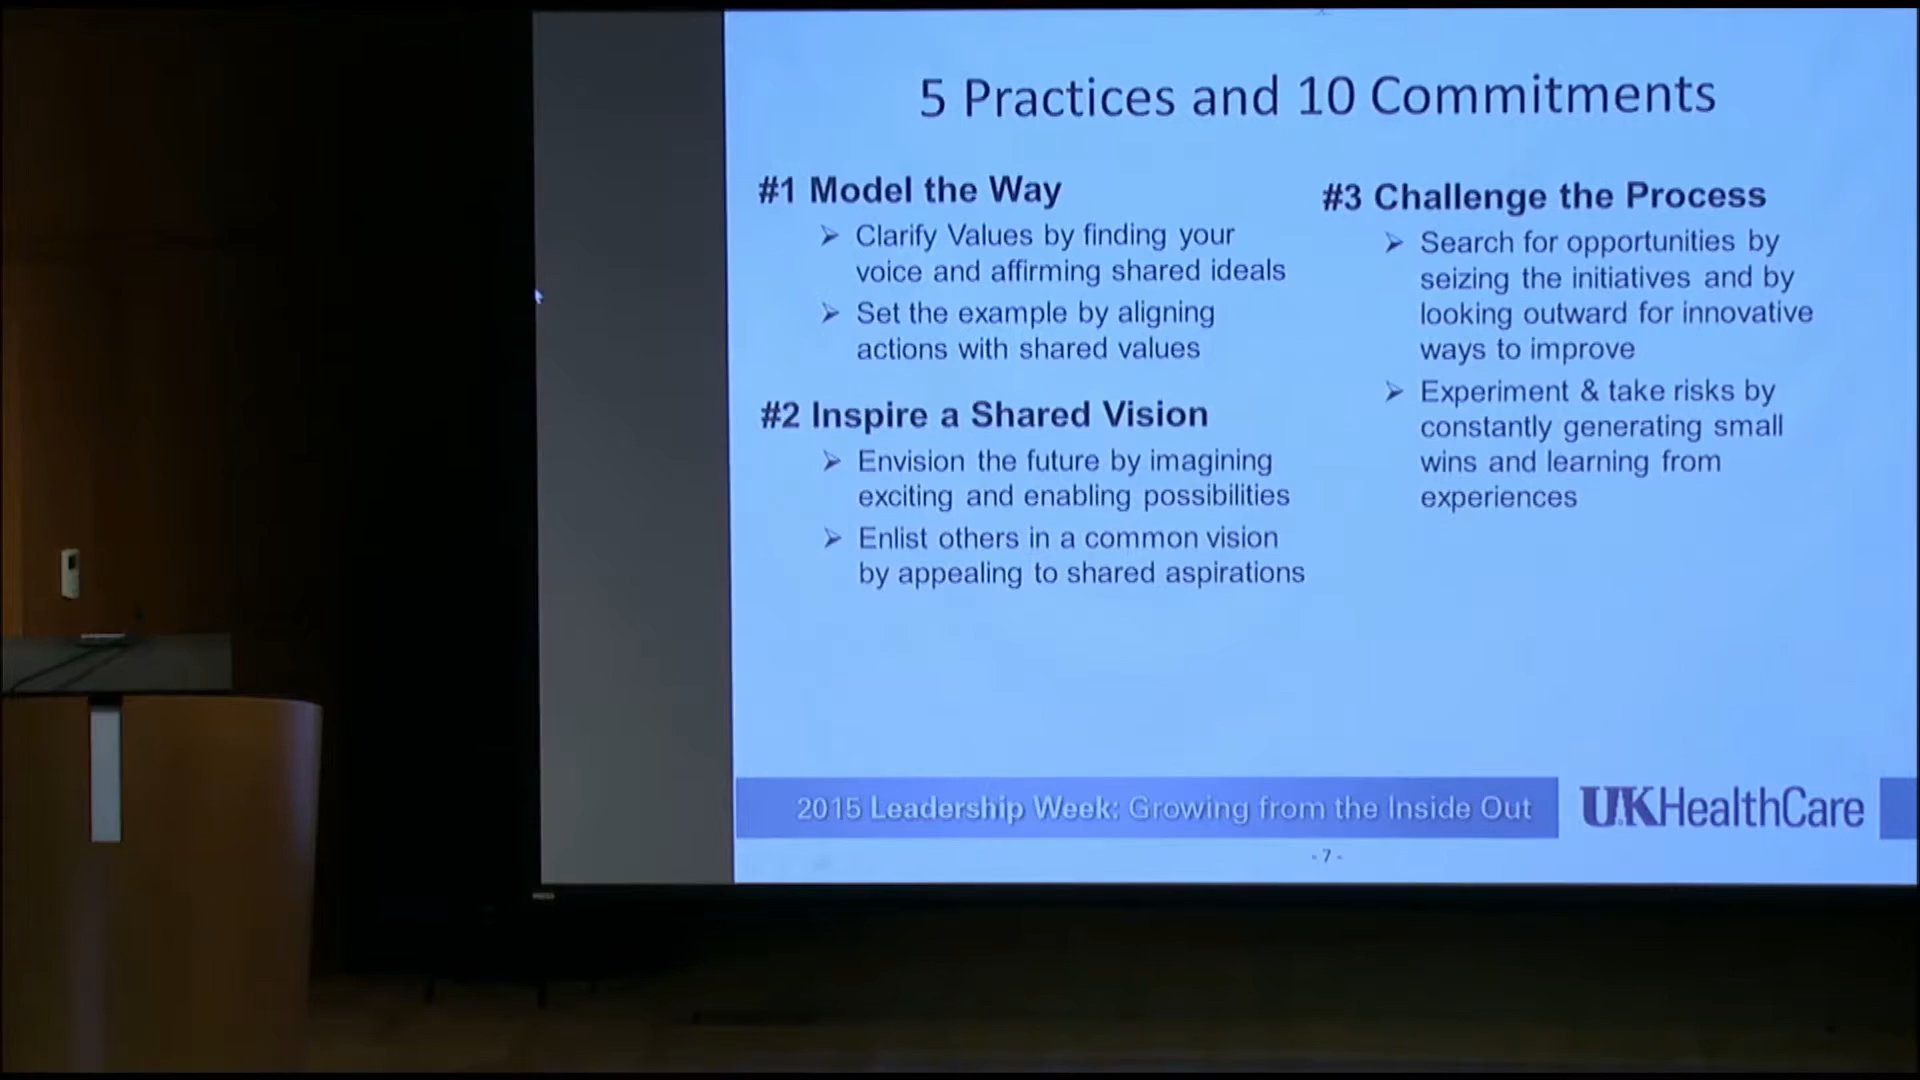 5 Practices and 10 Commitments
#1 Model the Way
➢ Clarify Values by finding your
voice and affirming shared ideals
➢ Set the example by aligning
actions with shared values
#2 Inspire a Shared Vision
➢ Envision the future by imagining
exciting and enabling possibilities
➢ Enlist others in a common vision
by appealing to shared aspirations
#3 Challenge the Process
➢ Search for opportunities by
seizing the initiatives and by
looking outward for innovative
ways to improve
➢ Experiment & take risks by
constantly generating small
wins and learning from
experiences
2015 Leadership Week: Growing from the Inside Out
UKHealthCare
- 7 -